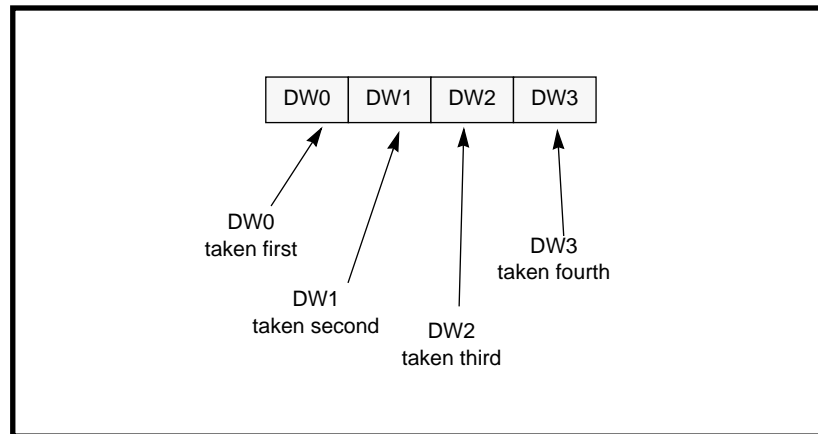 DW0 DW1 DW2 DW3
DW0
taken first
DW1
taken second
DW2
taken third
DW3
taken fourth